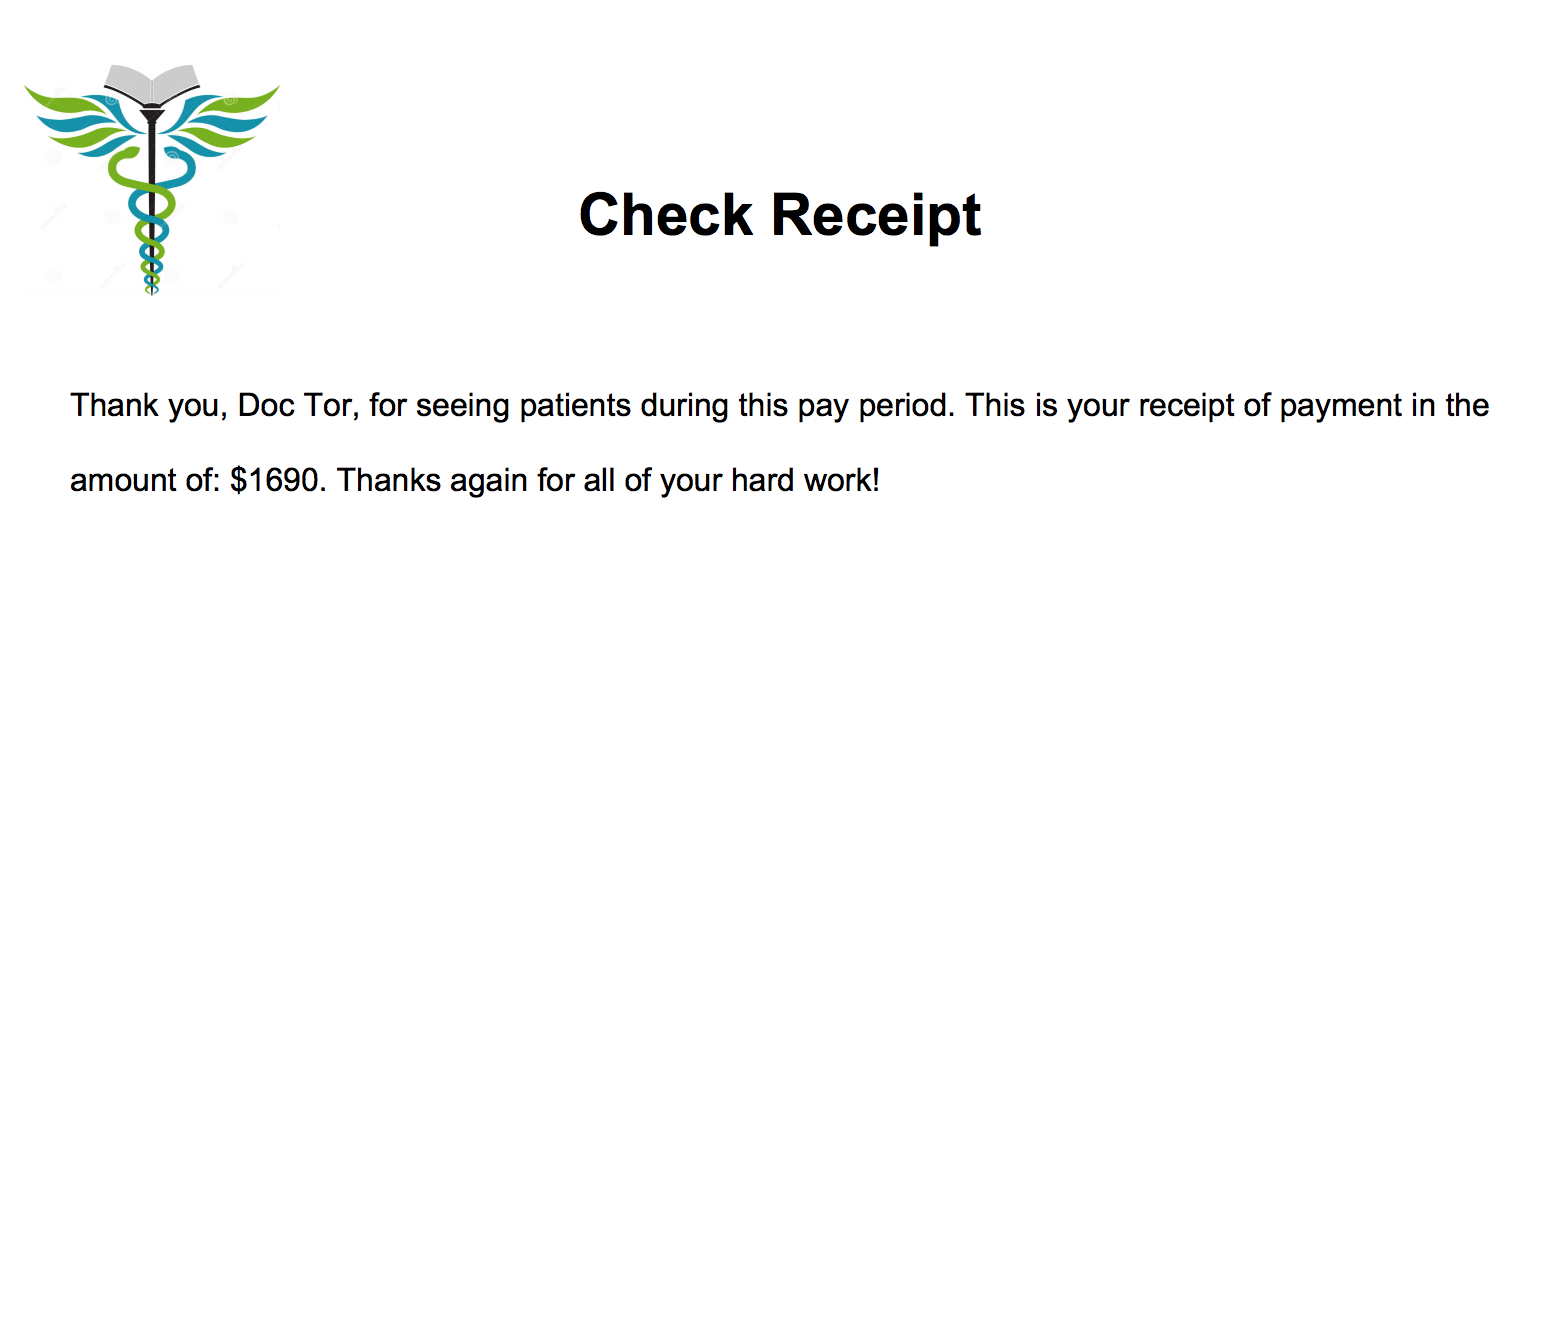 Check Receipt
Thank you, Doc Tor, for seeing patients during this pay period. This is your receipt of payment in the
amount of: $1690. Thanks again for all of your hard work!